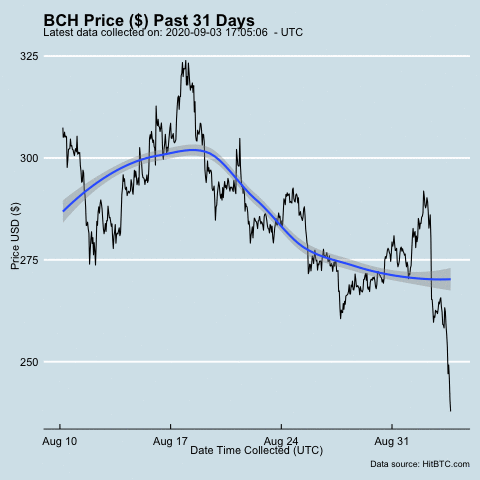 BCH Price ($) Past 31 Days
Latest data collected on: 2020-09-03 17:05:06 - UTC
325
300
275
250
Price USD ($)
Aug 10 Aug 17 Aug 24 Aug 31
Date Time Collected (UTC)
Data source: HitBTC.com